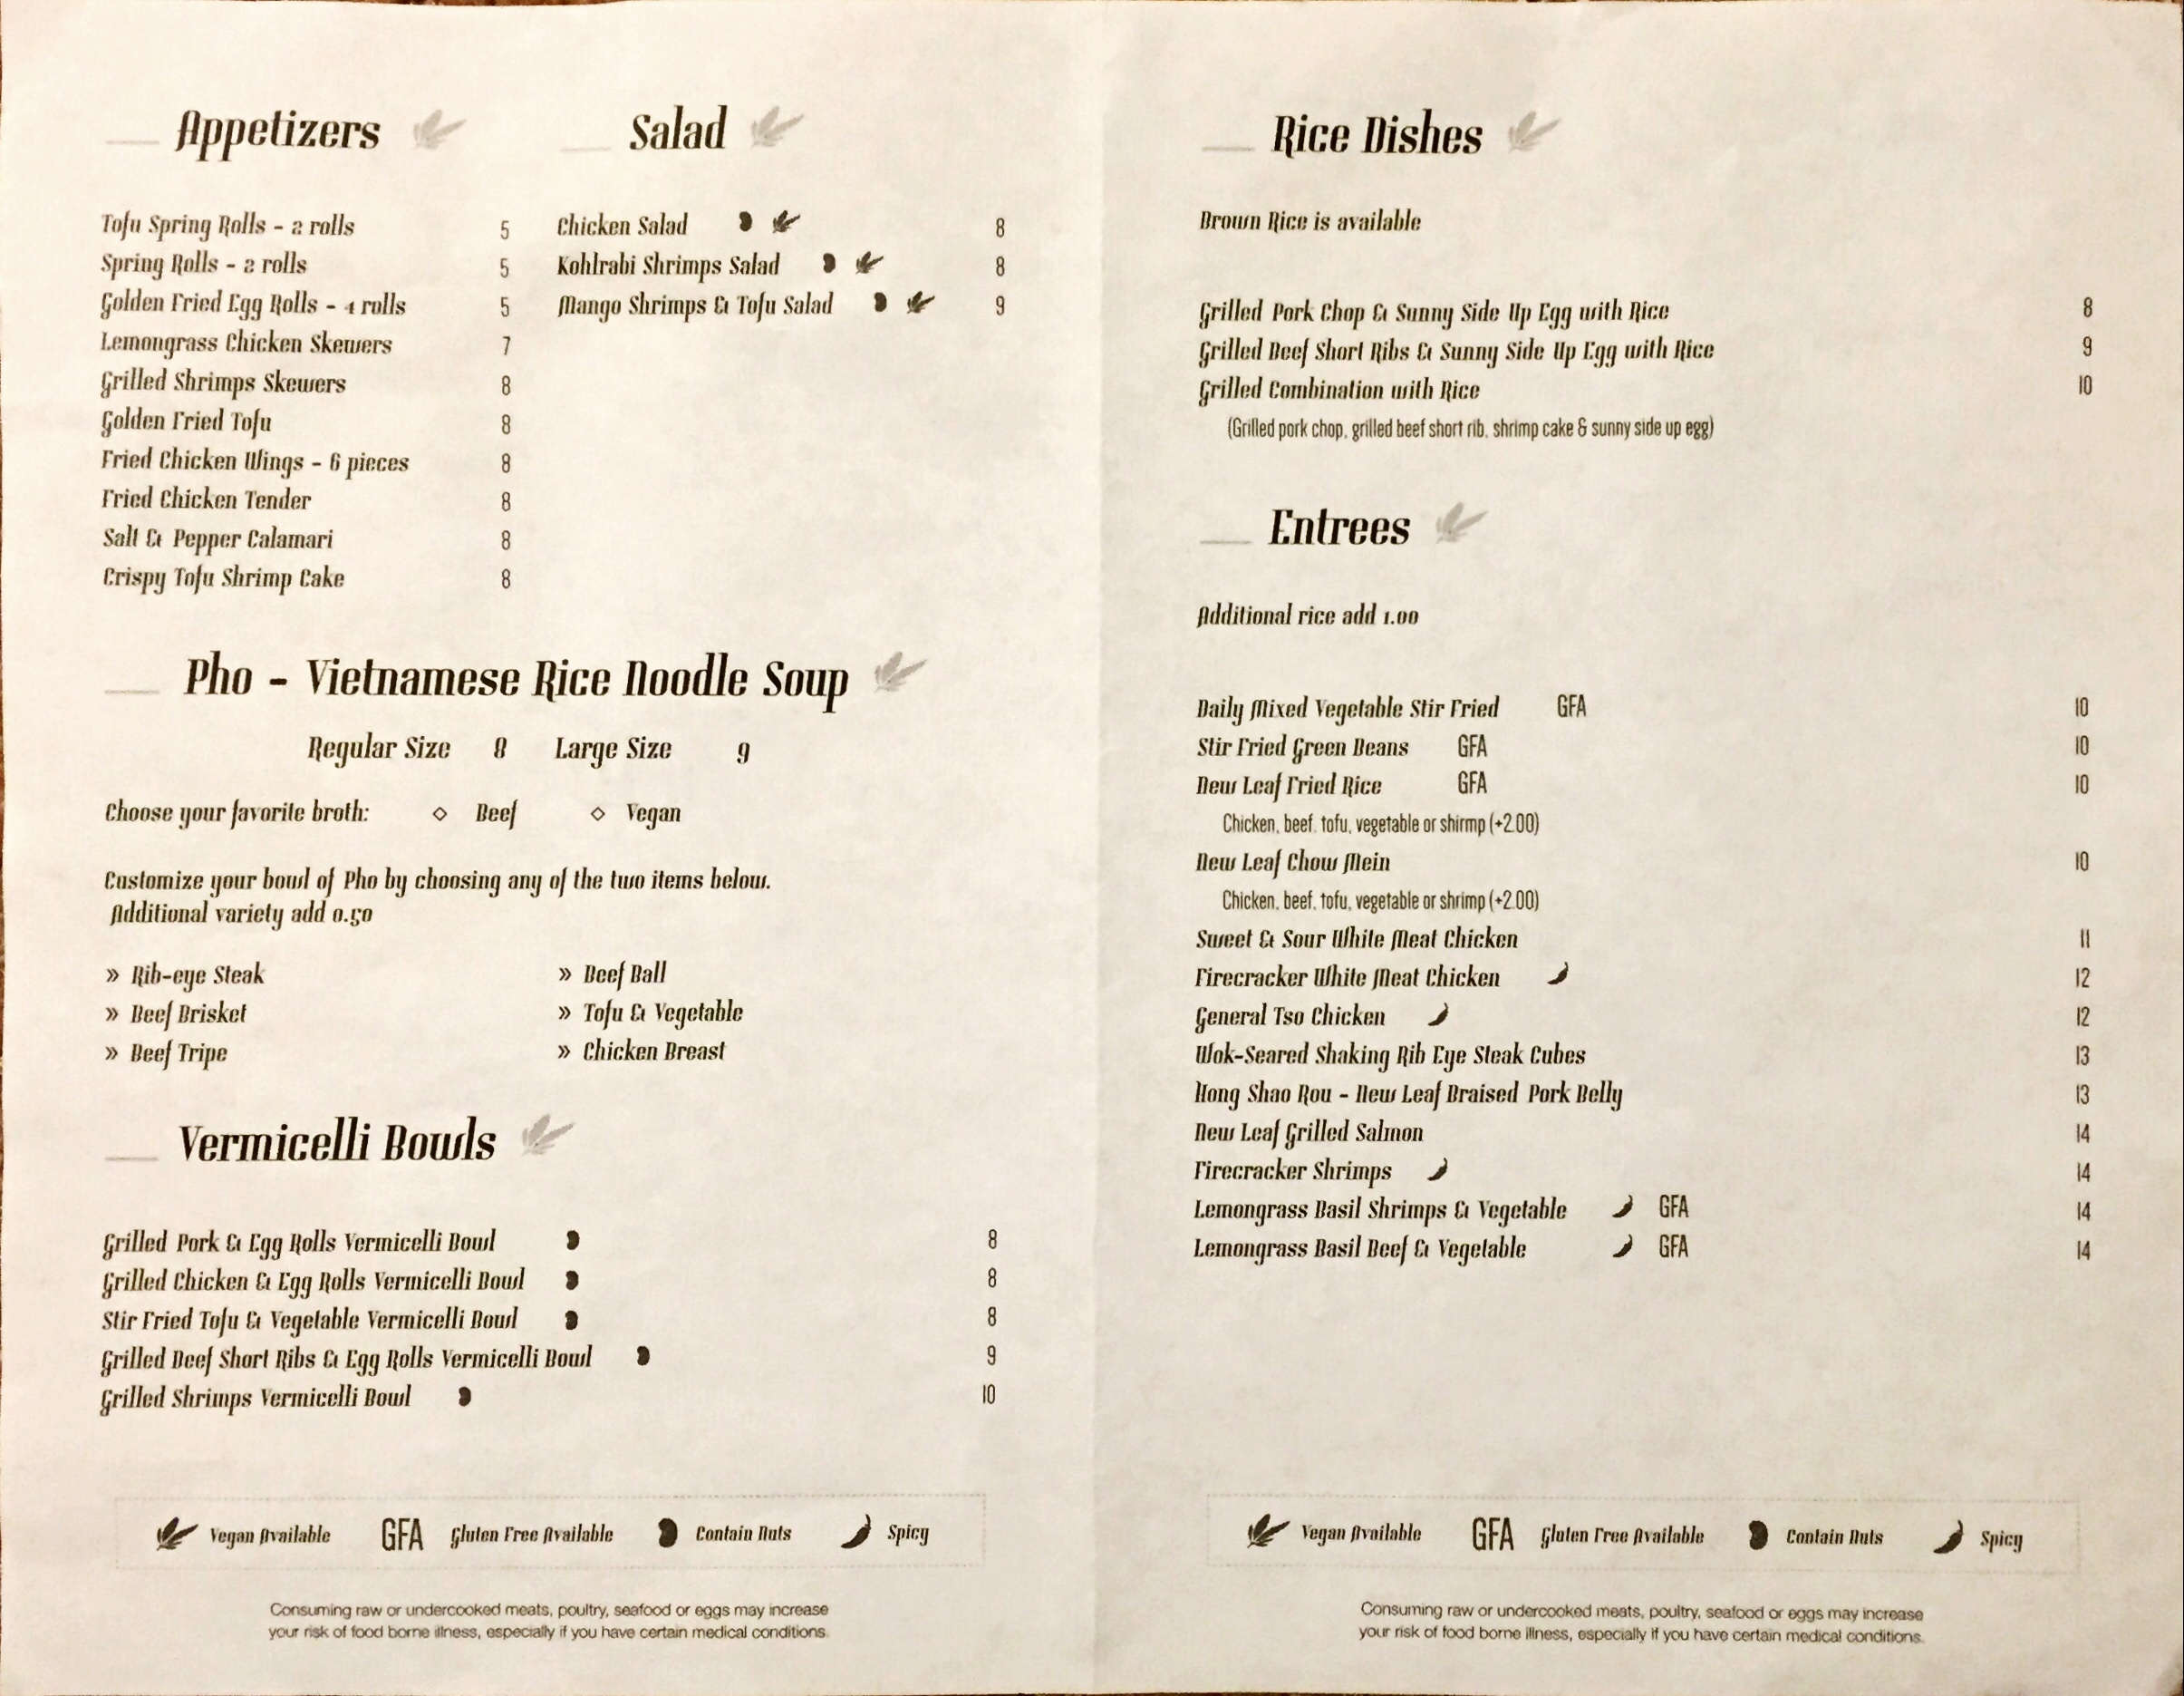 Appetizers
Tofu Spring Rolls - 2 rolls 5
Spring Rolls - 2 rolls 5
Golden Fried Egg Rolls - 4 rolls 5
Lemongrass Chicken Skewers 7
Grilled Shrimps Skewers 8
Golden Fried Tofu 8
Fried Chicken Wings - 6 pieces 8
Fried Chicken Tender 8
Salt & Pepper Calamari 8
Crispy Tofu Shrimp Cake 8
Salad
Chicken Salad 8
Kohlrabi Shrimps Salad 8
Mango Shrimps & Tofu Salad 9
Pho - Vietnamese Rice Noodle Soup
Regular Size 8 Large Size 9
Choose your favorite broth: ◇ Beef ◇ Vegan
Customize your bowl of Pho by choosing any of the two items below.
Additional variety add 0.50
» Rib-eye Steak
» Beef Brisket
» Beef Tripe
» Beef Ball
» Tofu & Vegetable
» Chicken Breast
Vermicelli Bowls
Grilled Pork & Egg Rolls Vermicelli Bowl 8
Grilled Chicken & Egg Rolls Vermicelli Bowl 8
Stir Fried Tofu & Vegetable Vermicelli Bowl 8
Grilled Beef Short Ribs & Egg Rolls Vermicelli Bowl 9
Grilled Shrimps Vermicelli Bowl 10
Vegan Available GFA Gluten Free Available Contain Nuts Spicy
Consuming raw or undercooked meats, poultry, seafood or eggs may increase
your risk of food borne illness, especially if you have certain medical conditions.
Rice Dishes
Brown Rice is available
Grilled Pork Chop & Sunny Side Up Egg with Rice 8
Grilled Beef Short Ribs & Sunny Side Up Egg with Rice 9
Grilled Combination with Rice 10
(Grilled pork chop, grilled beef short rib, shrimp cake & sunny side up egg)
Entrees
Additional rice add 1.00
Daily Mixed Vegetable Stir Fried GFA 10
Stir Fried Green Beans GFA 10
New Leaf Fried Rice GFA 10
Chicken, beef, tofu, vegetable or shirmp (+2.00)
New Leaf Chow Mein 10
Chicken, beef, tofu, vegetable or shrimp (+2.00)
Sweet & Sour White Meat Chicken 11
Firecracker White Meat Chicken 12
General Tso Chicken 12
Wok-Seared Shaking Rib Eye Steak Cubes 13
Hong Shao Rou - New Leaf Braised Pork Belly 13
New Leaf Grilled Salmon 14
Firecracker Shrimps 14
Lemongrass Basil Shrimps & Vegetable GFA 14
Lemongrass Basil Beef & Vegetable GFA 14
Vegan Available GFA Gluten Free Available Contain Nuts Spicy
Consuming raw or undercooked meats, poultry, seafood or eggs may increase
your risk of food borne illness, especially if you have certain medical conditions.